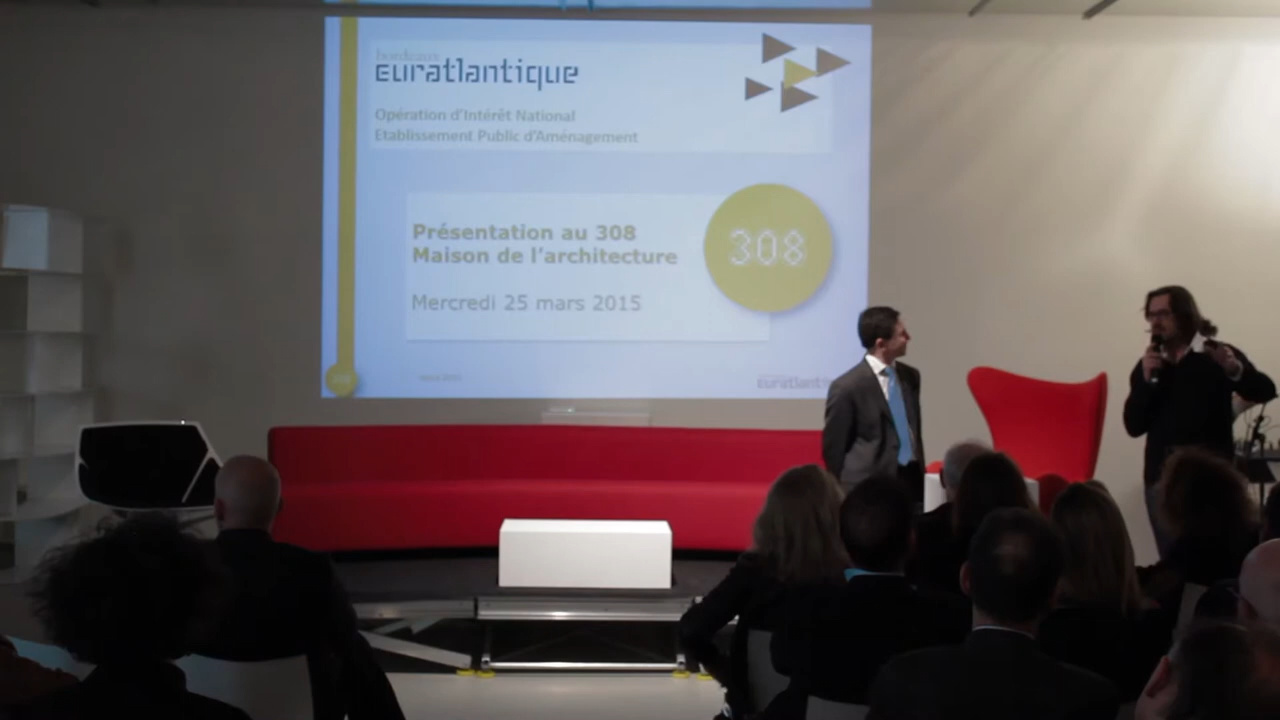 bordeaux
euratlantique
Opération d'Intérêt National
Etablissement Public d'Aménagement
Présentation au 308
Maison de l'architecture
308
Mercredi 25 mars 2015
euratlantique